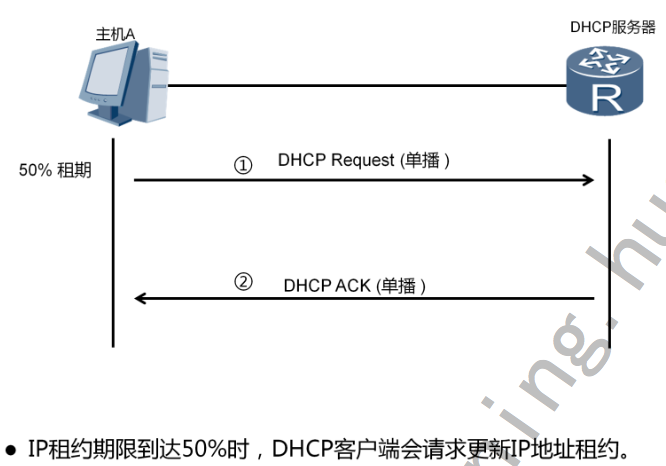 主机A
DHCP服务器
R
50% 租期
① DHCP Request (单播 )
② DHCP ACK (单播 )
● IP租约期限到达50%时，DHCP客户端会请求更新IP地址租约。
ning.hu